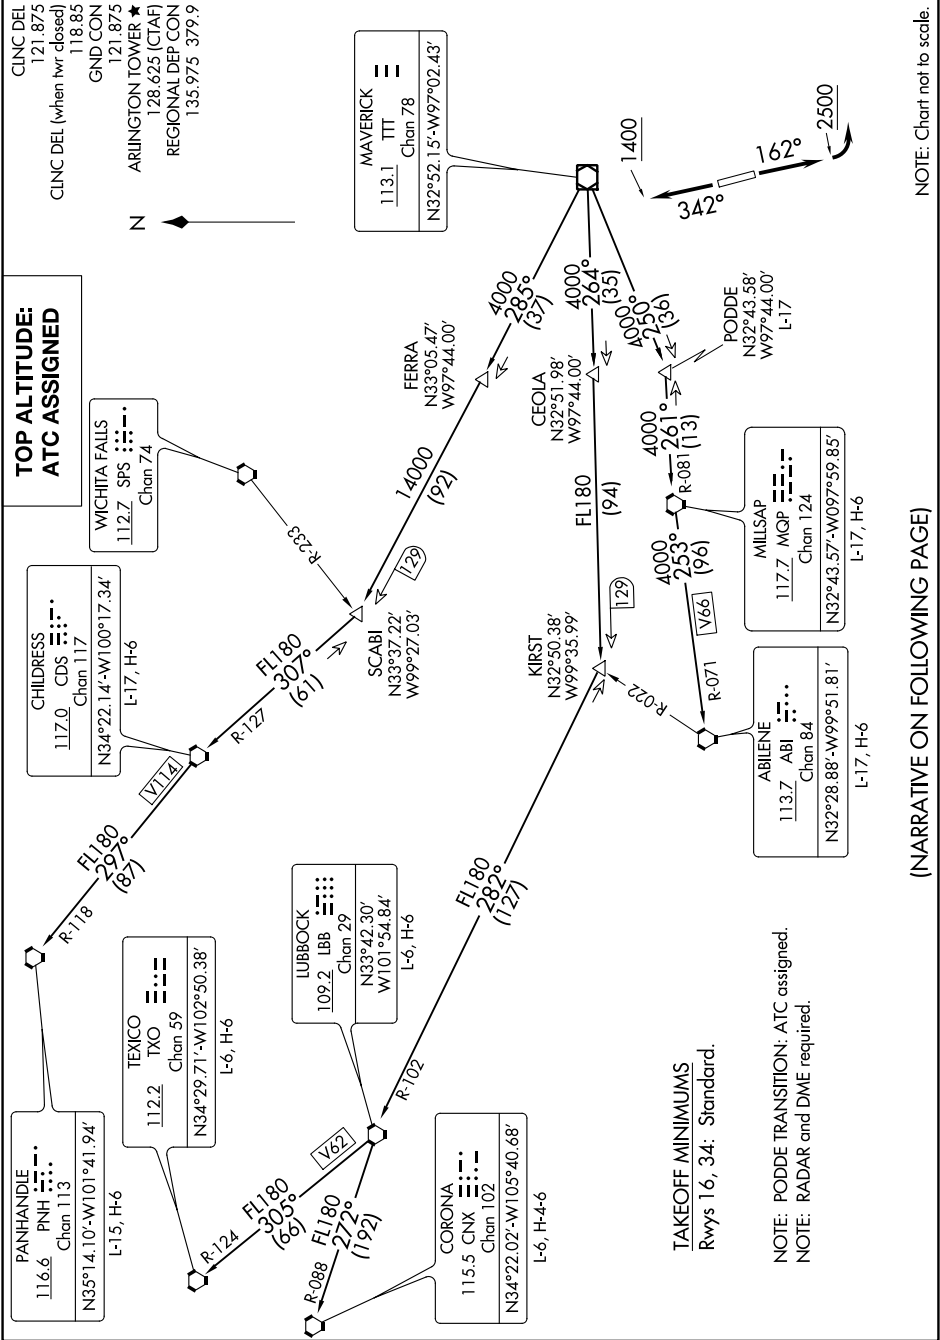 CLNC DEL
121.875
CLNC DEL (when twr closed)
118.85
GND CON
121.875
ARLINGTON TOWER ★
128.625 (CTAF)
REGIONAL DEP CON
135.975 379.9
TOP ALTITUDE:
ATC ASSIGNED
N
MAVERICK
113.1 TTT
Chan 78
N32°52.15'-W97°02.43'
WICHITA FALLS
112.7 SPS
Chan 74
CHILDRESS
117.0 CDS
Chan 117
N34°22.14'-W100°17.34'
L-17, H-6
PANHANDLE
116.6 PNH
Chan 113
N35°14.10'-W101°41.94'
L-15, H-6
TEXICO
112.2 TXO
Chan 59
N34°29.71'-W102°50.38'
L-6, H-6
LUBBOCK
109.2 LBB
Chan 29
N33°42.30'
W101°54.84'
L-6, H-6
CORONA
115.5 CNX
Chan 102
N34°22.02'-W105°40.68'
L-6, H-4-6
ABILENE
113.7 ABI
Chan 84
N32°28.88'-W99°51.81'
L-17, H-6
MILLSAP
117.7 MQP
Chan 124
N32°43.57'-W097°59.85'
L-17, H-6
FERRA
N33°05.47'
W97°44.00'
CEOLA
N32°51.98'
W97°44.00'
PODDE
N32°43.58'
W97°44.00'
L-17
SCABI
N33°37.22'
W99°27.03'
KIRST
N32°50.38'
W99°35.99'
4000
285°
(37)
4000
264°
(35)
4000
250°
(36)
14000
(92)
129
R-233
FL180
307°
(61)
R-127
V114
FL180
297°
(87)
R-118
FL180
(94)
129
R-022
FL180
282°
(127)
R-102
V62
FL180
305°
(66)
R-124
FL180
272°
(192)
R-088
4000
261°
(13)
R-081
4000
253°
(96)
V66
R-071
1400
342°
162°
2500
TAKEOFF MINIMUMS
Rwys 16, 34: Standard.
NOTE: PODDE TRANSITION: ATC assigned.
NOTE: RADAR and DME required.
NOTE: Chart not to scale.
(NARRATIVE ON FOLLOWING PAGE)